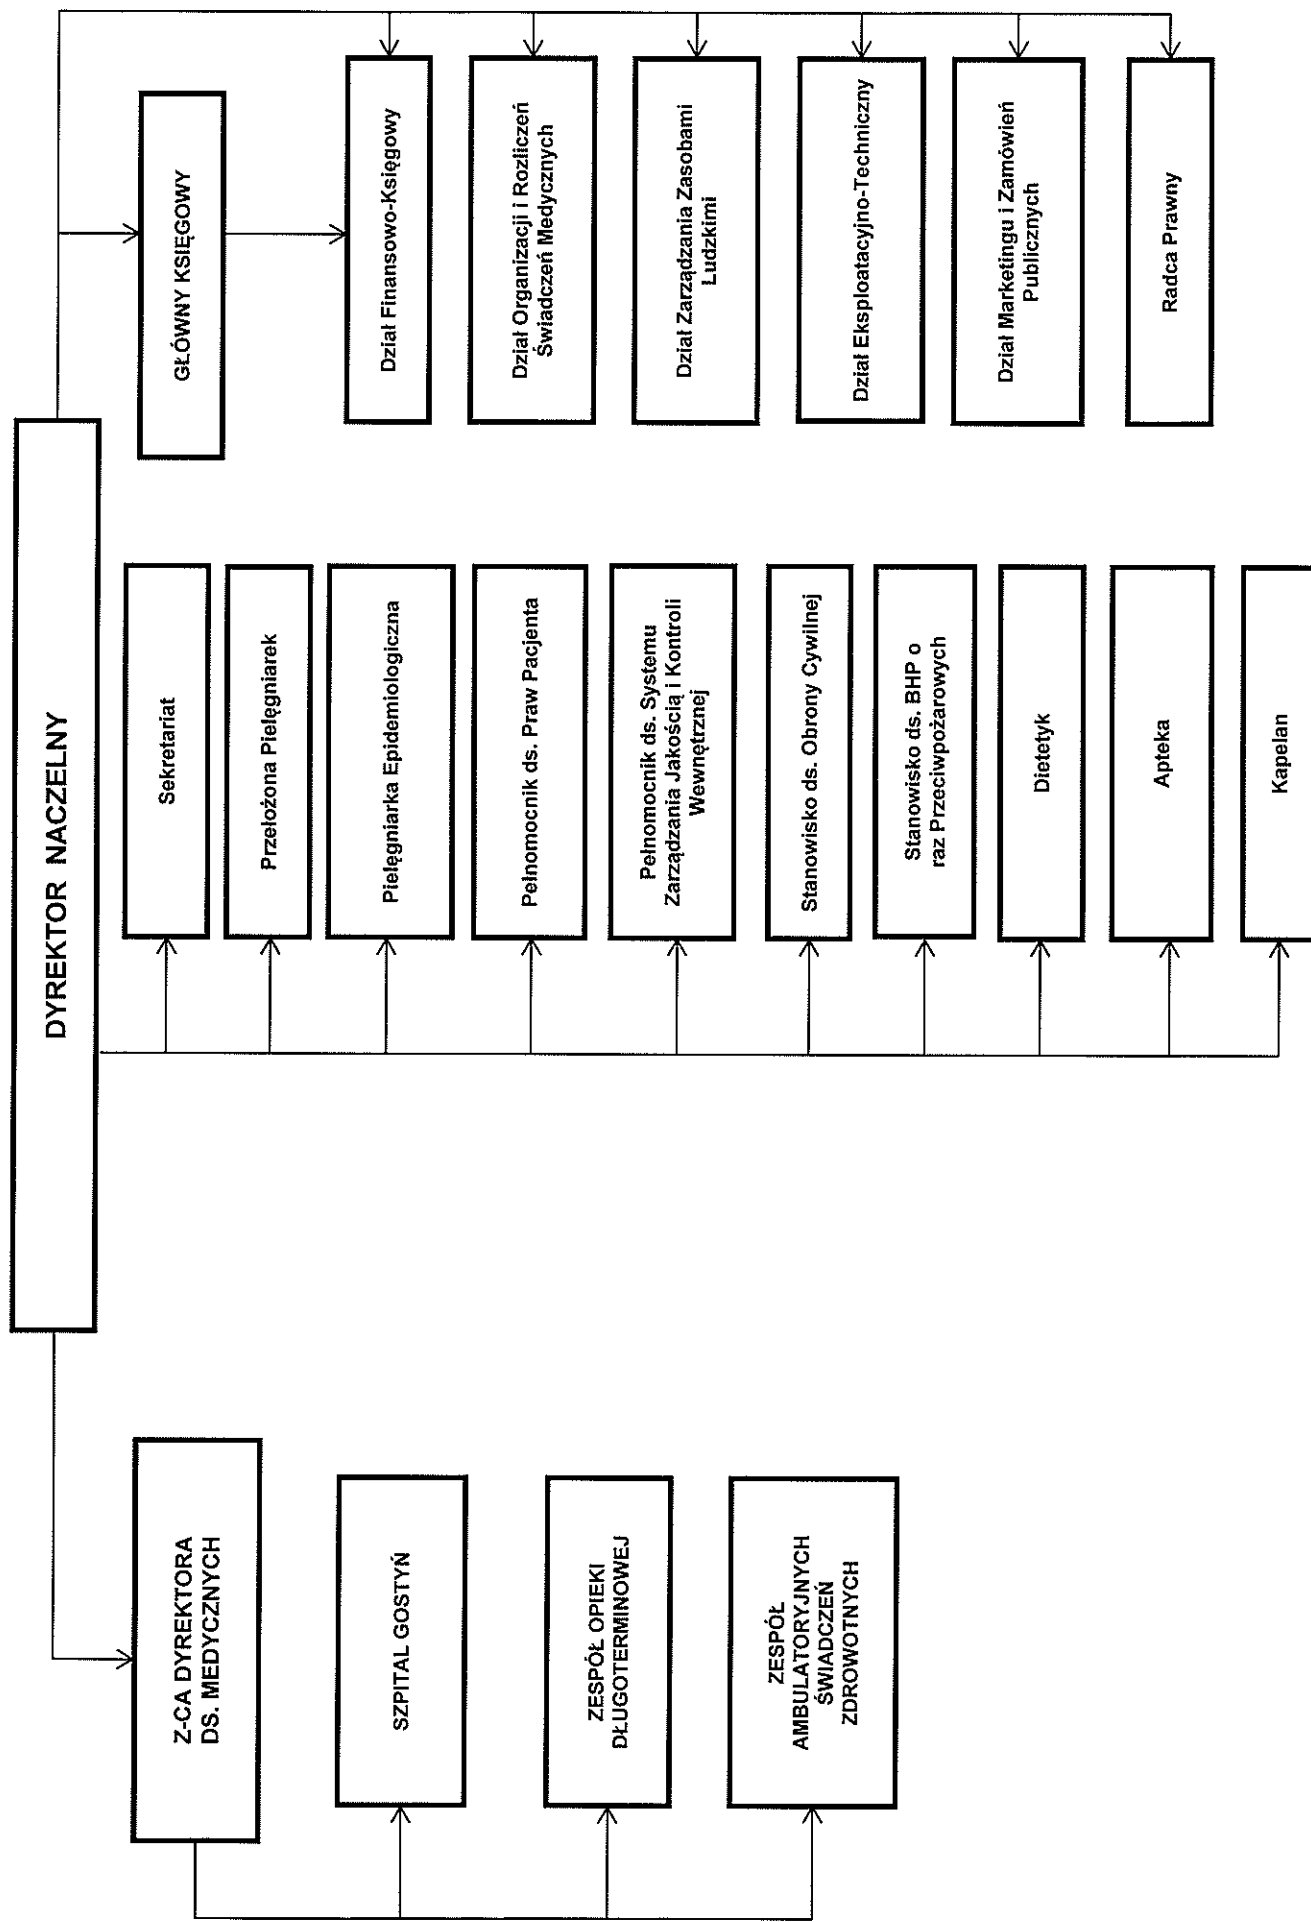 DYREKTOR NACZELNY
Z-CA DYREKTORA
DS. MEDYCZNYCH
SZPITAL GOSTYŃ
ZESPÓŁ OPIEKI
DŁUGOTERMINOWEJ
ZESPÓŁ
AMBULATORYJNYCH
ŚWIADCZEŃ
ZDROWOTNYCH
Sekretariat
Przełożona Pielęgniarek
Pielęgniarka Epidemiologiczna
Pełnomocnik ds. Praw Pacjenta
Pełnomocnik ds. Systemu
Zarządzania Jakością i Kontroli
Wewnętrznej
Stanowisko ds. Obrony Cywilnej
Stanowisko ds. BHP o
raz Przeciwpożarowych
Dietetyk
Apteka
Kapelan
GŁÓWNY KSIĘGOWY
Dział Finansowo-Księgowy
Dział Organizacji i Rozliczeń
Świadczeń Medycznych
Dział Zarządzania Zasobami
Ludzkimi
Dział Eksploatacyjno-Techniczny
Dział Marketingu i Zamówień
Publicznych
Radca Prawny